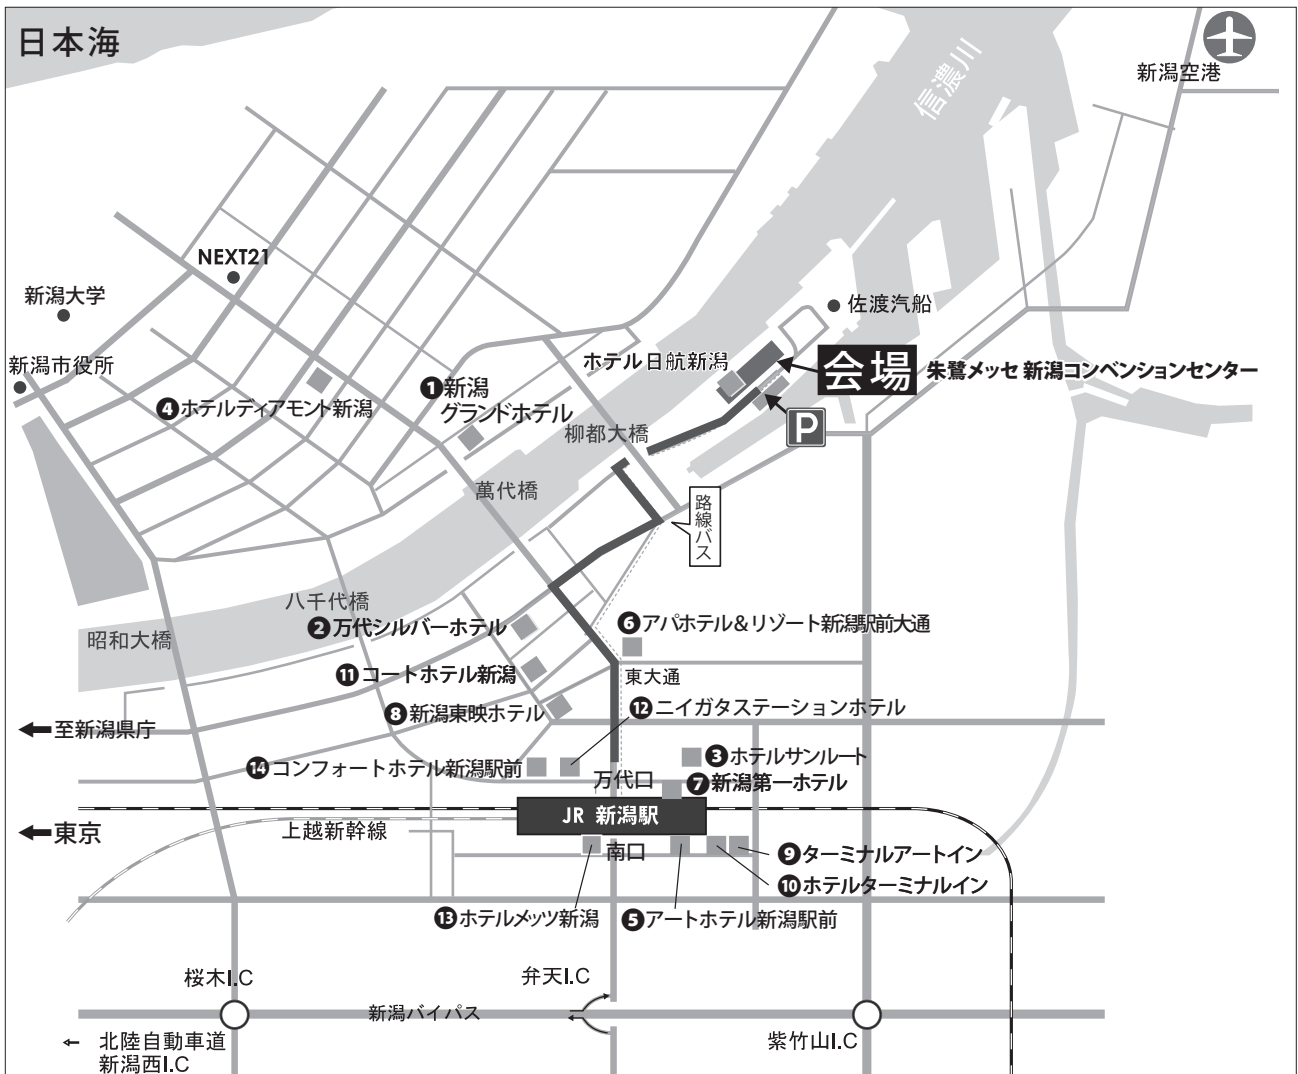 日本海
信濃川
新潟空港
NEXT21
新潟大学
佐渡汽船
新潟市役所
ホテル日航新潟
会場
朱鷺メッセ 新潟コンベンションセンター
❶新潟
グランドホテル
❹ホテルディアモント新潟
P
柳都大橋
萬代橋
路線バス
八千代橋
昭和大橋
❷万代シルバーホテル
❻アパホテル&リゾート新潟駅前大通
⓫コートホテル新潟
東大通
❽新潟東映ホテル
⓬ニイガタステーションホテル
至新潟県庁
⓮コンフォートホテル新潟駅前
❸ホテルサンルート
万代口
❼新潟第一ホテル
JR 新潟駅
東京
上越新幹線
南口
❾ターミナルアートイン
❿ホテルターミナルイン
⓭ホテルメッツ新潟
❺アートホテル新潟駅前
桜木I.C
弁天I.C
新潟バイパス
紫竹山I.C
← 北陸自動車道
新潟西I.C